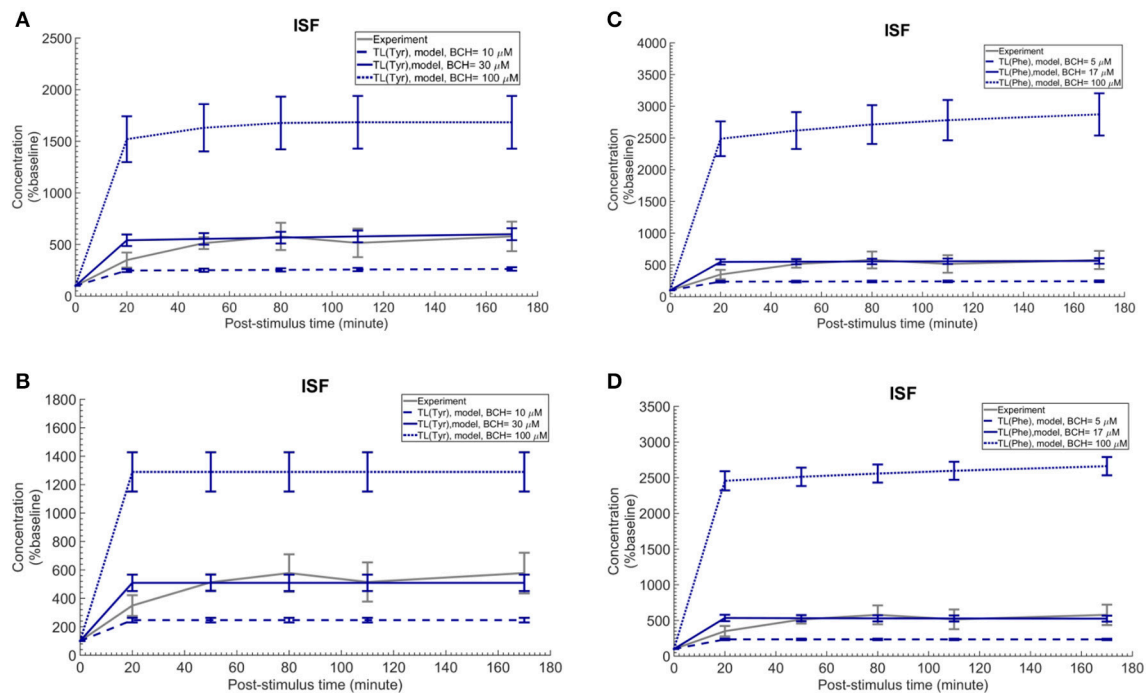 A
ISF
Experiment
TL(Tyr), model, BCH= 10 μM
TL(Tyr),model, BCH= 30 μM
TL(Tyr), model, BCH= 100 μM
2500
2000
1500
1000
500
0
Concentration
(%baseline)
0 20 40 60 80 100 120 140 160 180
Post-stimulus time (minute)
C
ISF
Experiment
TL(Phe), model, BCH= 5 μM
TL(Phe),model, BCH= 17 μM
TL(Phe), model, BCH= 100 μM
4000
3500
3000
2500
2000
1500
1000
500
0
Concentration
(%baseline)
0 20 40 60 80 100 120 140 160 180
Post-stimulus time (minute)
B
ISF
Experiment
TL(Tyr), model, BCH= 10 μM
TL(Tyr),model, BCH= 30 μM
TL(Tyr), model, BCH= 100 μM
1800
1600
1400
1200
1000
800
600
400
200
0
Concentration
(%baseline)
0 20 40 60 80 100 120 140 160 180
Post-stimulus time (minute)
D
ISF
Experiment
TL(Phe), model, BCH= 5 μM
TL(Phe),model, BCH= 17 μM
TL(Phe), model, BCH= 100 μM
3500
3000
2500
2000
1500
1000
500
0
Concentration
(%baseline)
0 20 40 60 80 100 120 140 160 180
Post-stimulus time (minute)